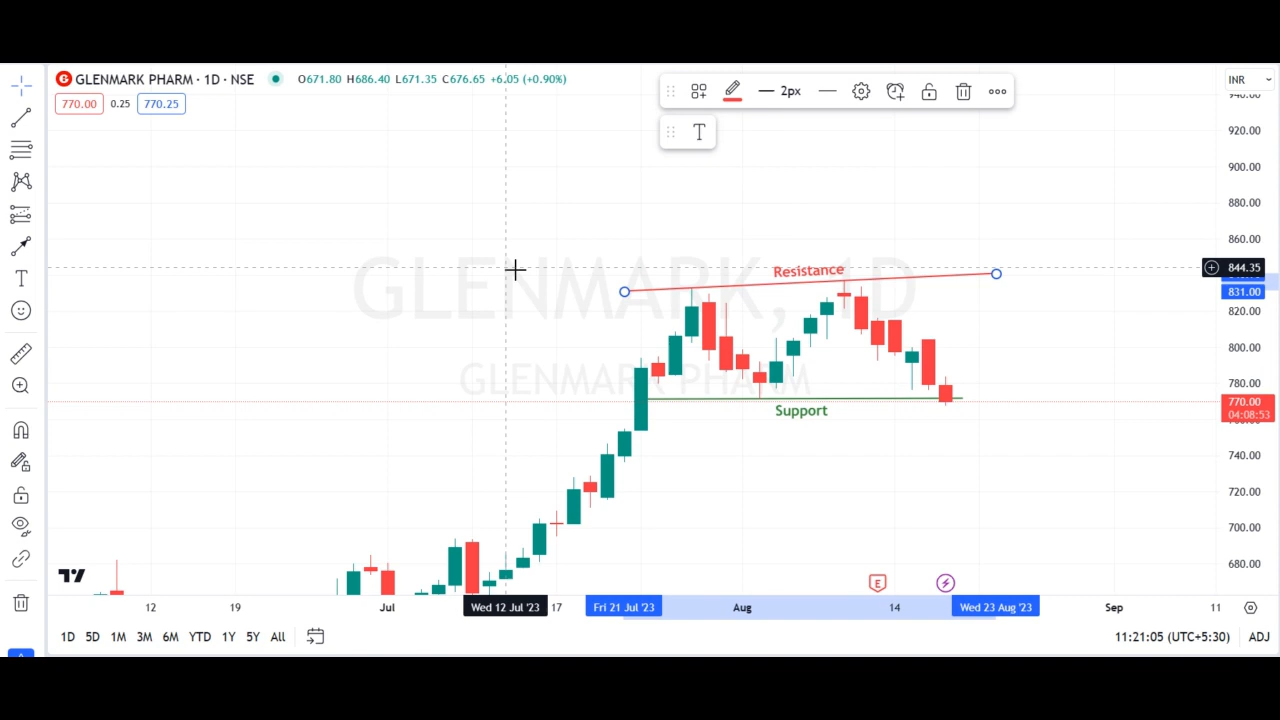 GLENMARK PHARM · 1D · NSE O671.80 H686.40 L671.35 C676.65 +6.05 (+0.90%)
770.00 0.25 770.25
2px
T
INR
940.00
920.00
900.00
880.00
860.00
844.35
831.00
820.00
800.00
780.00
770.00
04:08:53
740.00
720.00
700.00
680.00
GLENMARK, 1D
GLENMARK PHARM
Resistance
Support
E
12 19 Jul Wed 12 Jul '23 17 Fri 21 Jul '23 Aug 14 Wed 23 Aug '23 Sep 11
1D 5D 1M 3M 6M YTD 1Y 5Y All 11:21:05 (UTC+5:30) ADJ